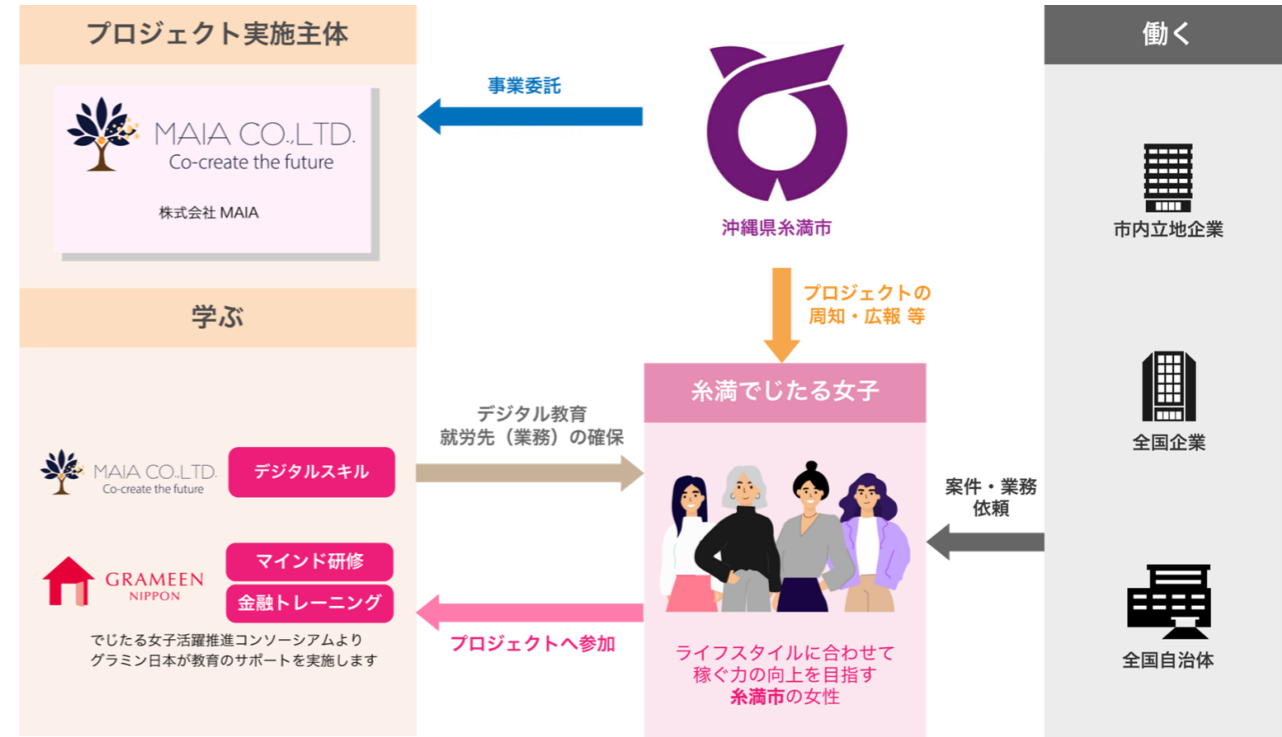 プロジェクト実施主体
MAIA CO.,LTD.
Co-create the future
株式会社 MAIA
事業委託
沖縄県糸満市
プロジェクトの
周知・広報 等
働く
市内立地企業
全国企業
全国自治体
案件・業務
依頼
学ぶ
MAIA CO.,LTD.
Co-create the future
デジタルスキル
GRAMEEN
NIPPON
マインド研修
金融トレーニング
でじたる女子活躍推進コンソーシアムより
グラミン日本が教育のサポートを実施します
デジタル教育
就労先（業務）の確保
プロジェクトへ参加
糸満でじたる女子
ライフスタイルに合わせて
稼ぐ力の向上を目指す
糸満市の女性